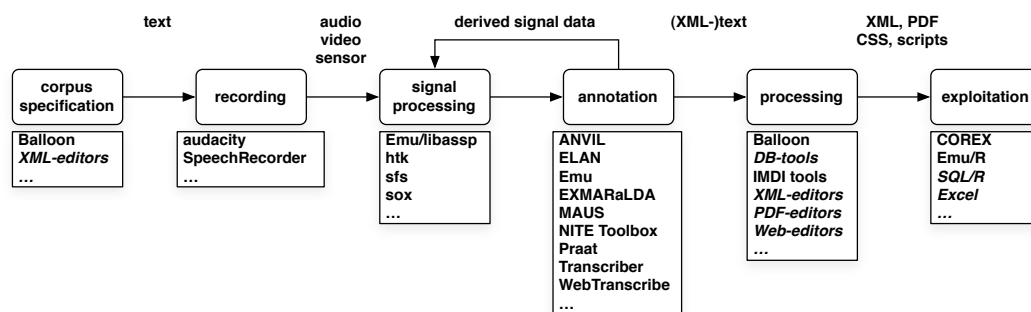 text
audio
video
sensor
derived signal data
(XML-)text
XML, PDF
CSS, scripts
corpus
specification
recording
signal
processing
annotation
processing
exploitation
Balloon
XML-editors
...
audacity
SpeechRecorder
...
Emu/libassp
htk
sfs
sox
...
ANVIL
ELAN
Emu
EXMARaLDA
MAUS
NITE Toolbox
Praat
Transcriber
WebTranscribe
...
Balloon
DB-tools
IMDI tools
XML-editors
PDF-editors
Web-editors
...
COREX
Emu/R
SQL/R
Excel
...